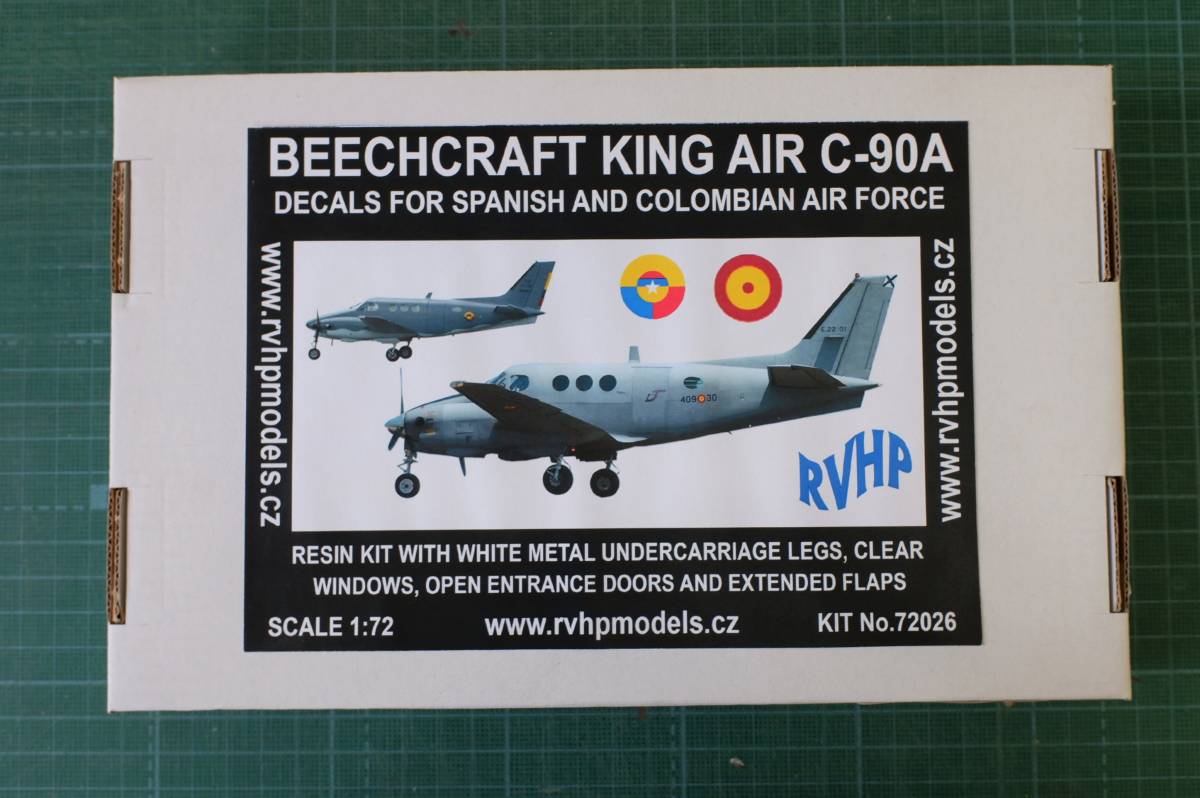 BEECHCRAFT KING AIR C-90A
DECALS FOR SPANISH AND COLOMBIAN AIR FORCE
www.rvhpmodels.cz
www.rvhpmodels.cz
409 30
RVHP
RESIN KIT WITH WHITE METAL UNDERCARRIAGE LEGS, CLEAR
WINDOWS, OPEN ENTRANCE DOORS AND EXTENDED FLAPS
SCALE 1:72
www.rvhpmodels.cz
KIT No.72026